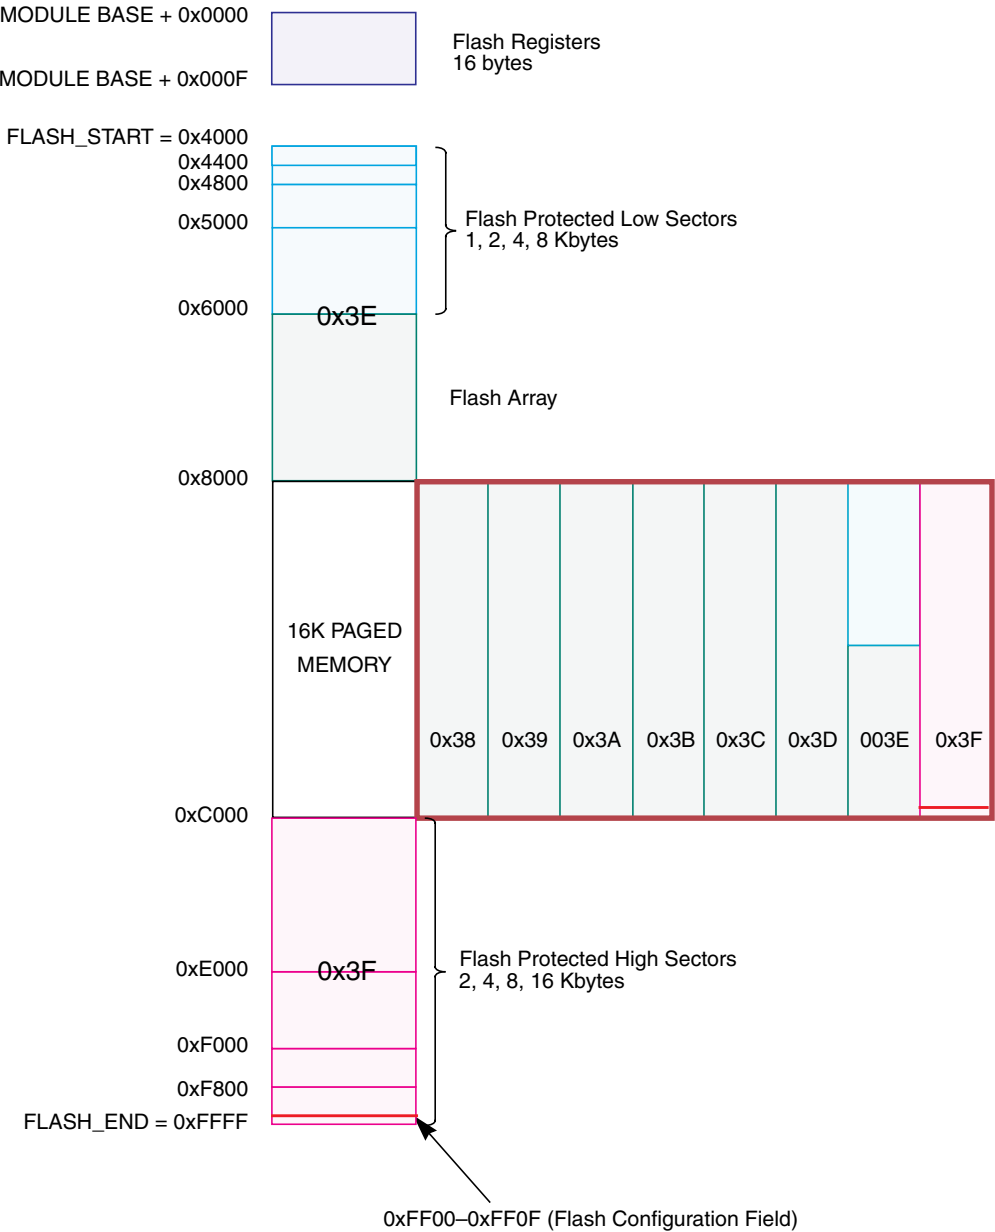 MODULE BASE + 0x0000
Flash Registers
16 bytes
MODULE BASE + 0x000F
FLASH_START = 0x4000
0x4400
0x4800
0x5000
Flash Protected Low Sectors
1, 2, 4, 8 Kbytes
0x6000
0x3E
Flash Array
0x8000
16K PAGED
MEMORY
0x38
0x39
0x3A
0x3B
0x3C
0x3D
003E
0x3F
0xC000
0xE000
0x3F
Flash Protected High Sectors
2, 4, 8, 16 Kbytes
0xF000
0xF800
FLASH_END = 0xFFFF
0xFF00–0xFF0F (Flash Configuration Field)